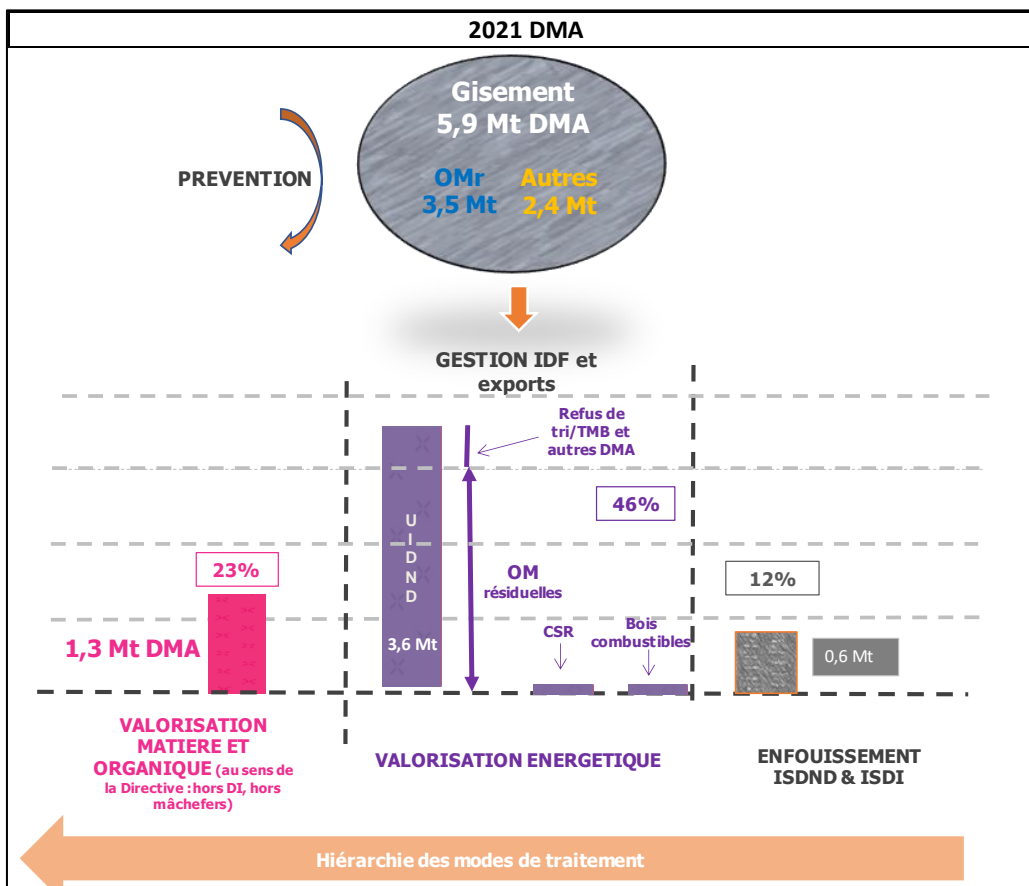 2021 DMA
Gisement
5,9 Mt DMA
OMr
3,5 Mt
Autres
2,4 Mt
PREVENTION
GESTION IDF et
exports
Refus de
tri/TMB et
autres DMA
46%
U
I
D
N
D
3,6 Mt
OM
résiduelles
CSR
Bois
combustibles
23%
1,3 Mt DMA
12%
0,6 Mt
VALORISATION
MATIERE ET
ORGANIQUE (au sens de
la Directive : hors DI, hors
mâchefers)
VALORISATION ENERGETIQUE
ENFOUISSEMENT
ISDND & ISDI
Hiérarchie des modes de traitement